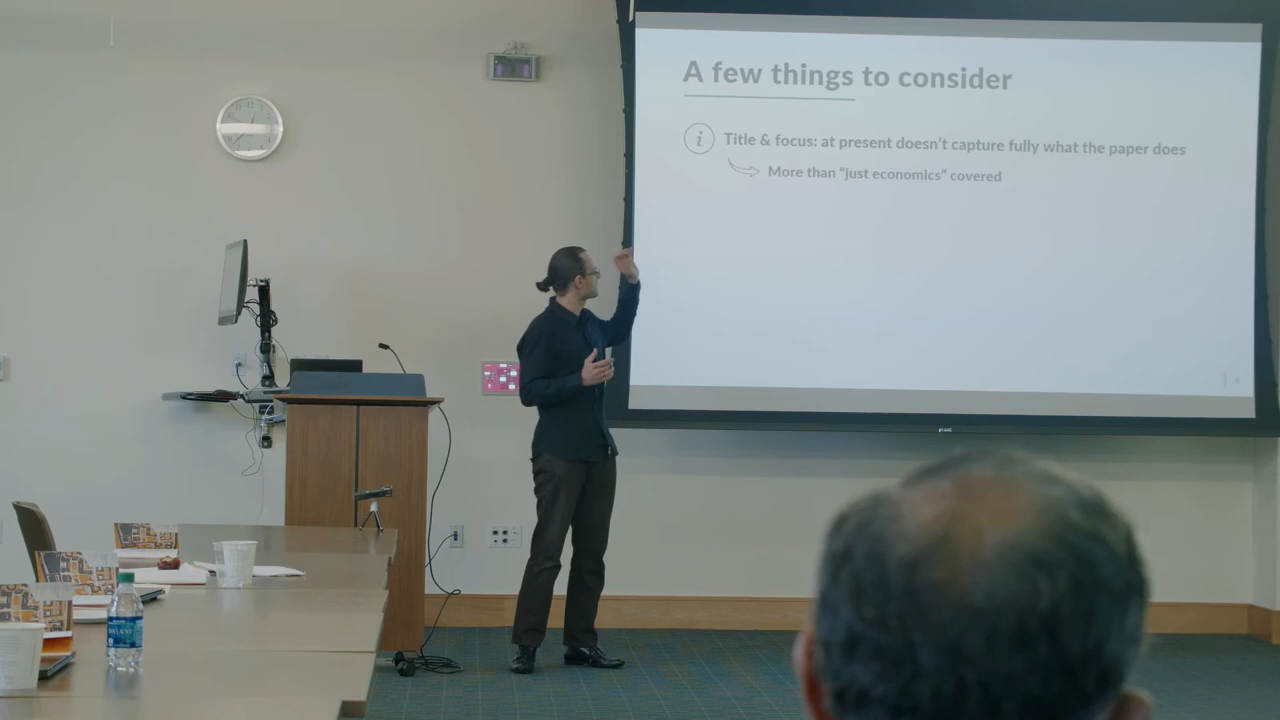 A few things to consider
i Title & focus: at present doesn't capture fully what the paper does
More than "just economics" covered